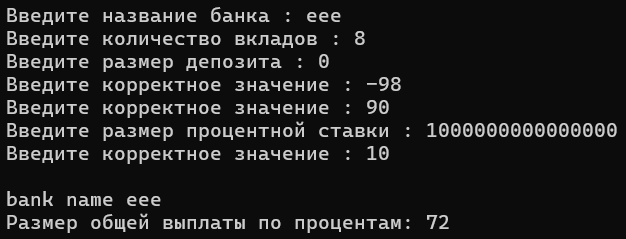 Введите название банка : eee
Введите количество вкладов : 8
Введите размер депозита : 0
Введите корректное значение : -98
Введите корректное значение : 90
Введите размер процентной ставки : 1000000000000000
Введите корректное значение : 10
bank name eee
Размер общей выплаты по процентам: 72